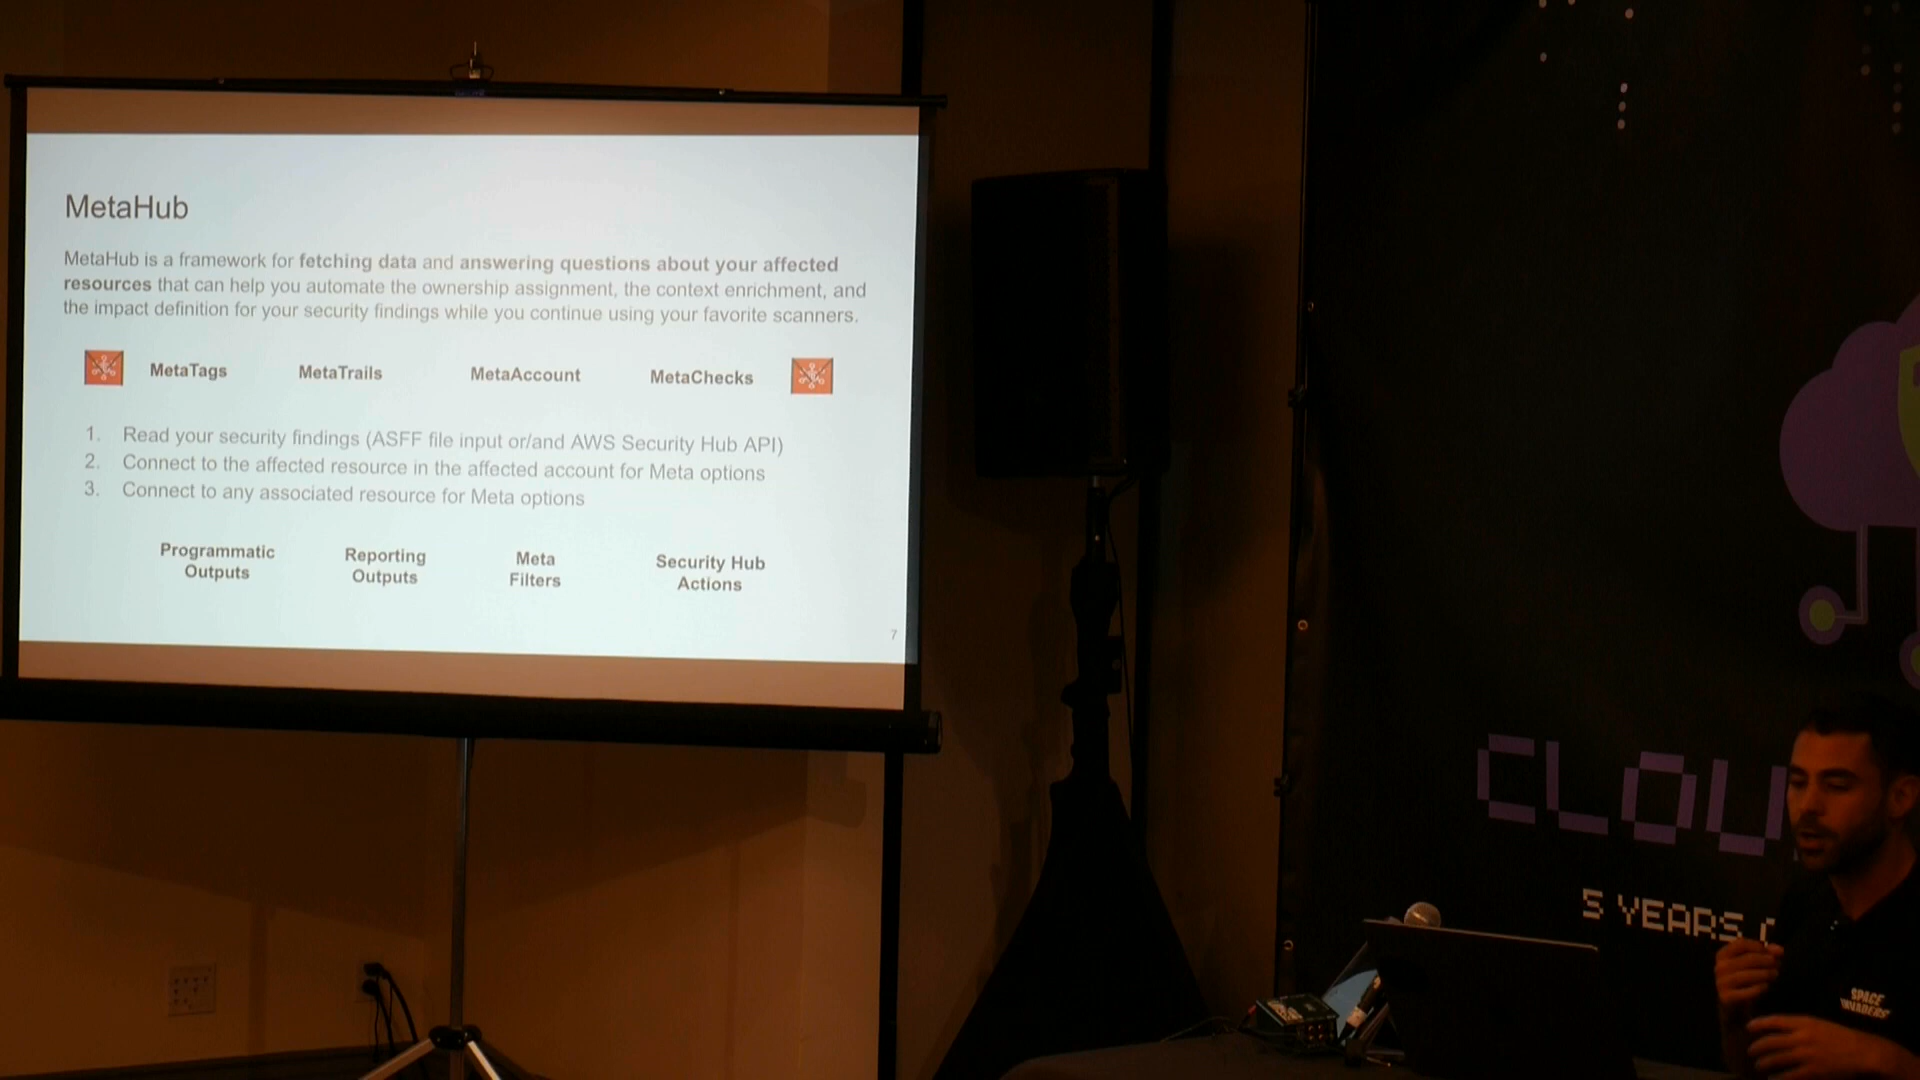 MetaHub
MetaHub is a framework for fetching data and answering questions about your affected
resources that can help you automate the ownership assignment, the context enrichment, and
the impact definition for your security findings while you continue using your favorite scanners.
MetaTags MetaTrails MetaAccount MetaChecks
1. Read your security findings (ASFF file input or/and AWS Security Hub API)
2. Connect to the affected resource in the affected account for Meta options
3. Connect to any associated resource for Meta options
Programmatic
Outputs
Reporting
Outputs
Meta
Filters
Security Hub
Actions
7
CLOU
5 YEARS
SPACE
INVADERS